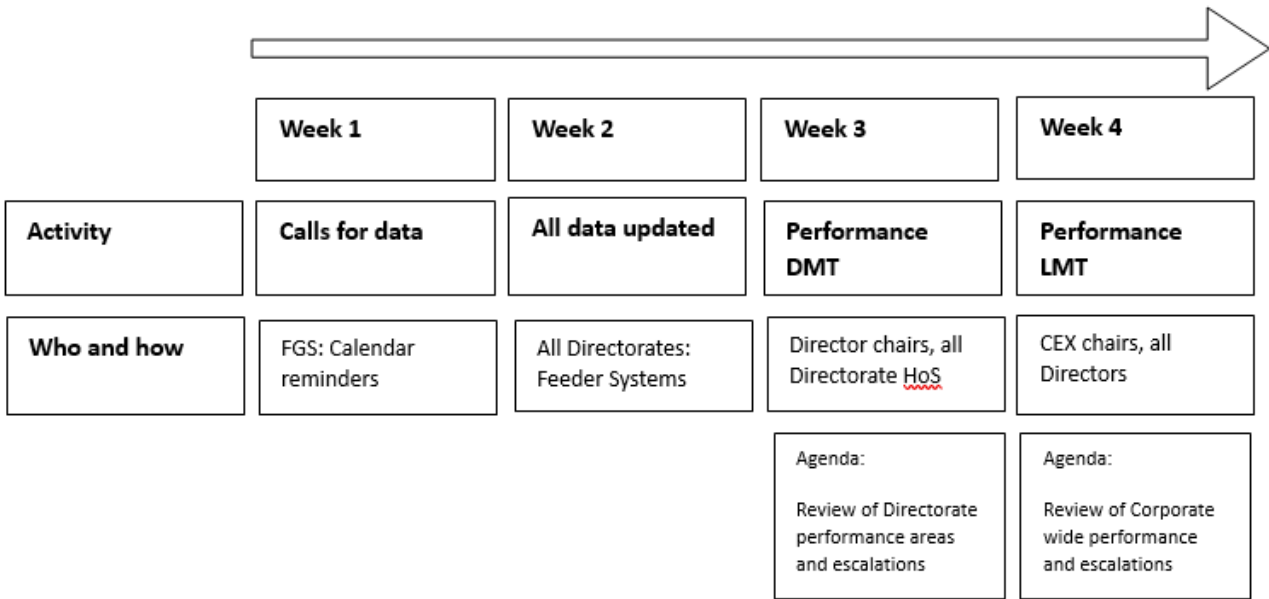 Week 1
Week 2
Week 3
Week 4
Activity
Calls for data
All data updated
Performance
DMT
Performance
LMT
Who and how
FGS: Calendar
reminders
All Directorates:
Feeder Systems
Director chairs, all
Directorate HoS
CEX chairs, all
Directors
Agenda:
Review of Directorate
performance areas
and escalations
Agenda:
Review of Corporate
wide performance
and escalations